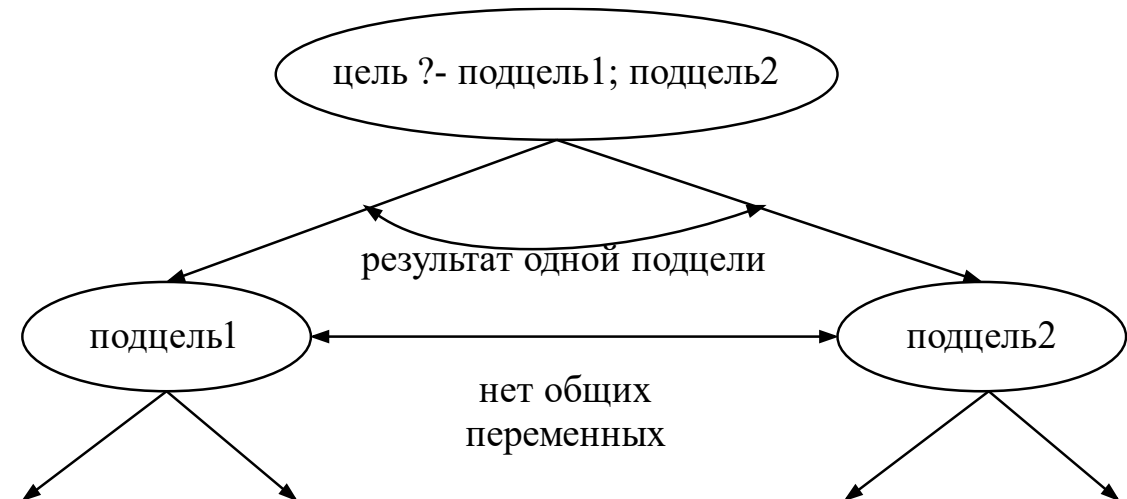 цель ?- подцель1; подцель2
результат одной подцели
подцель1
подцель2
нет общих
переменных